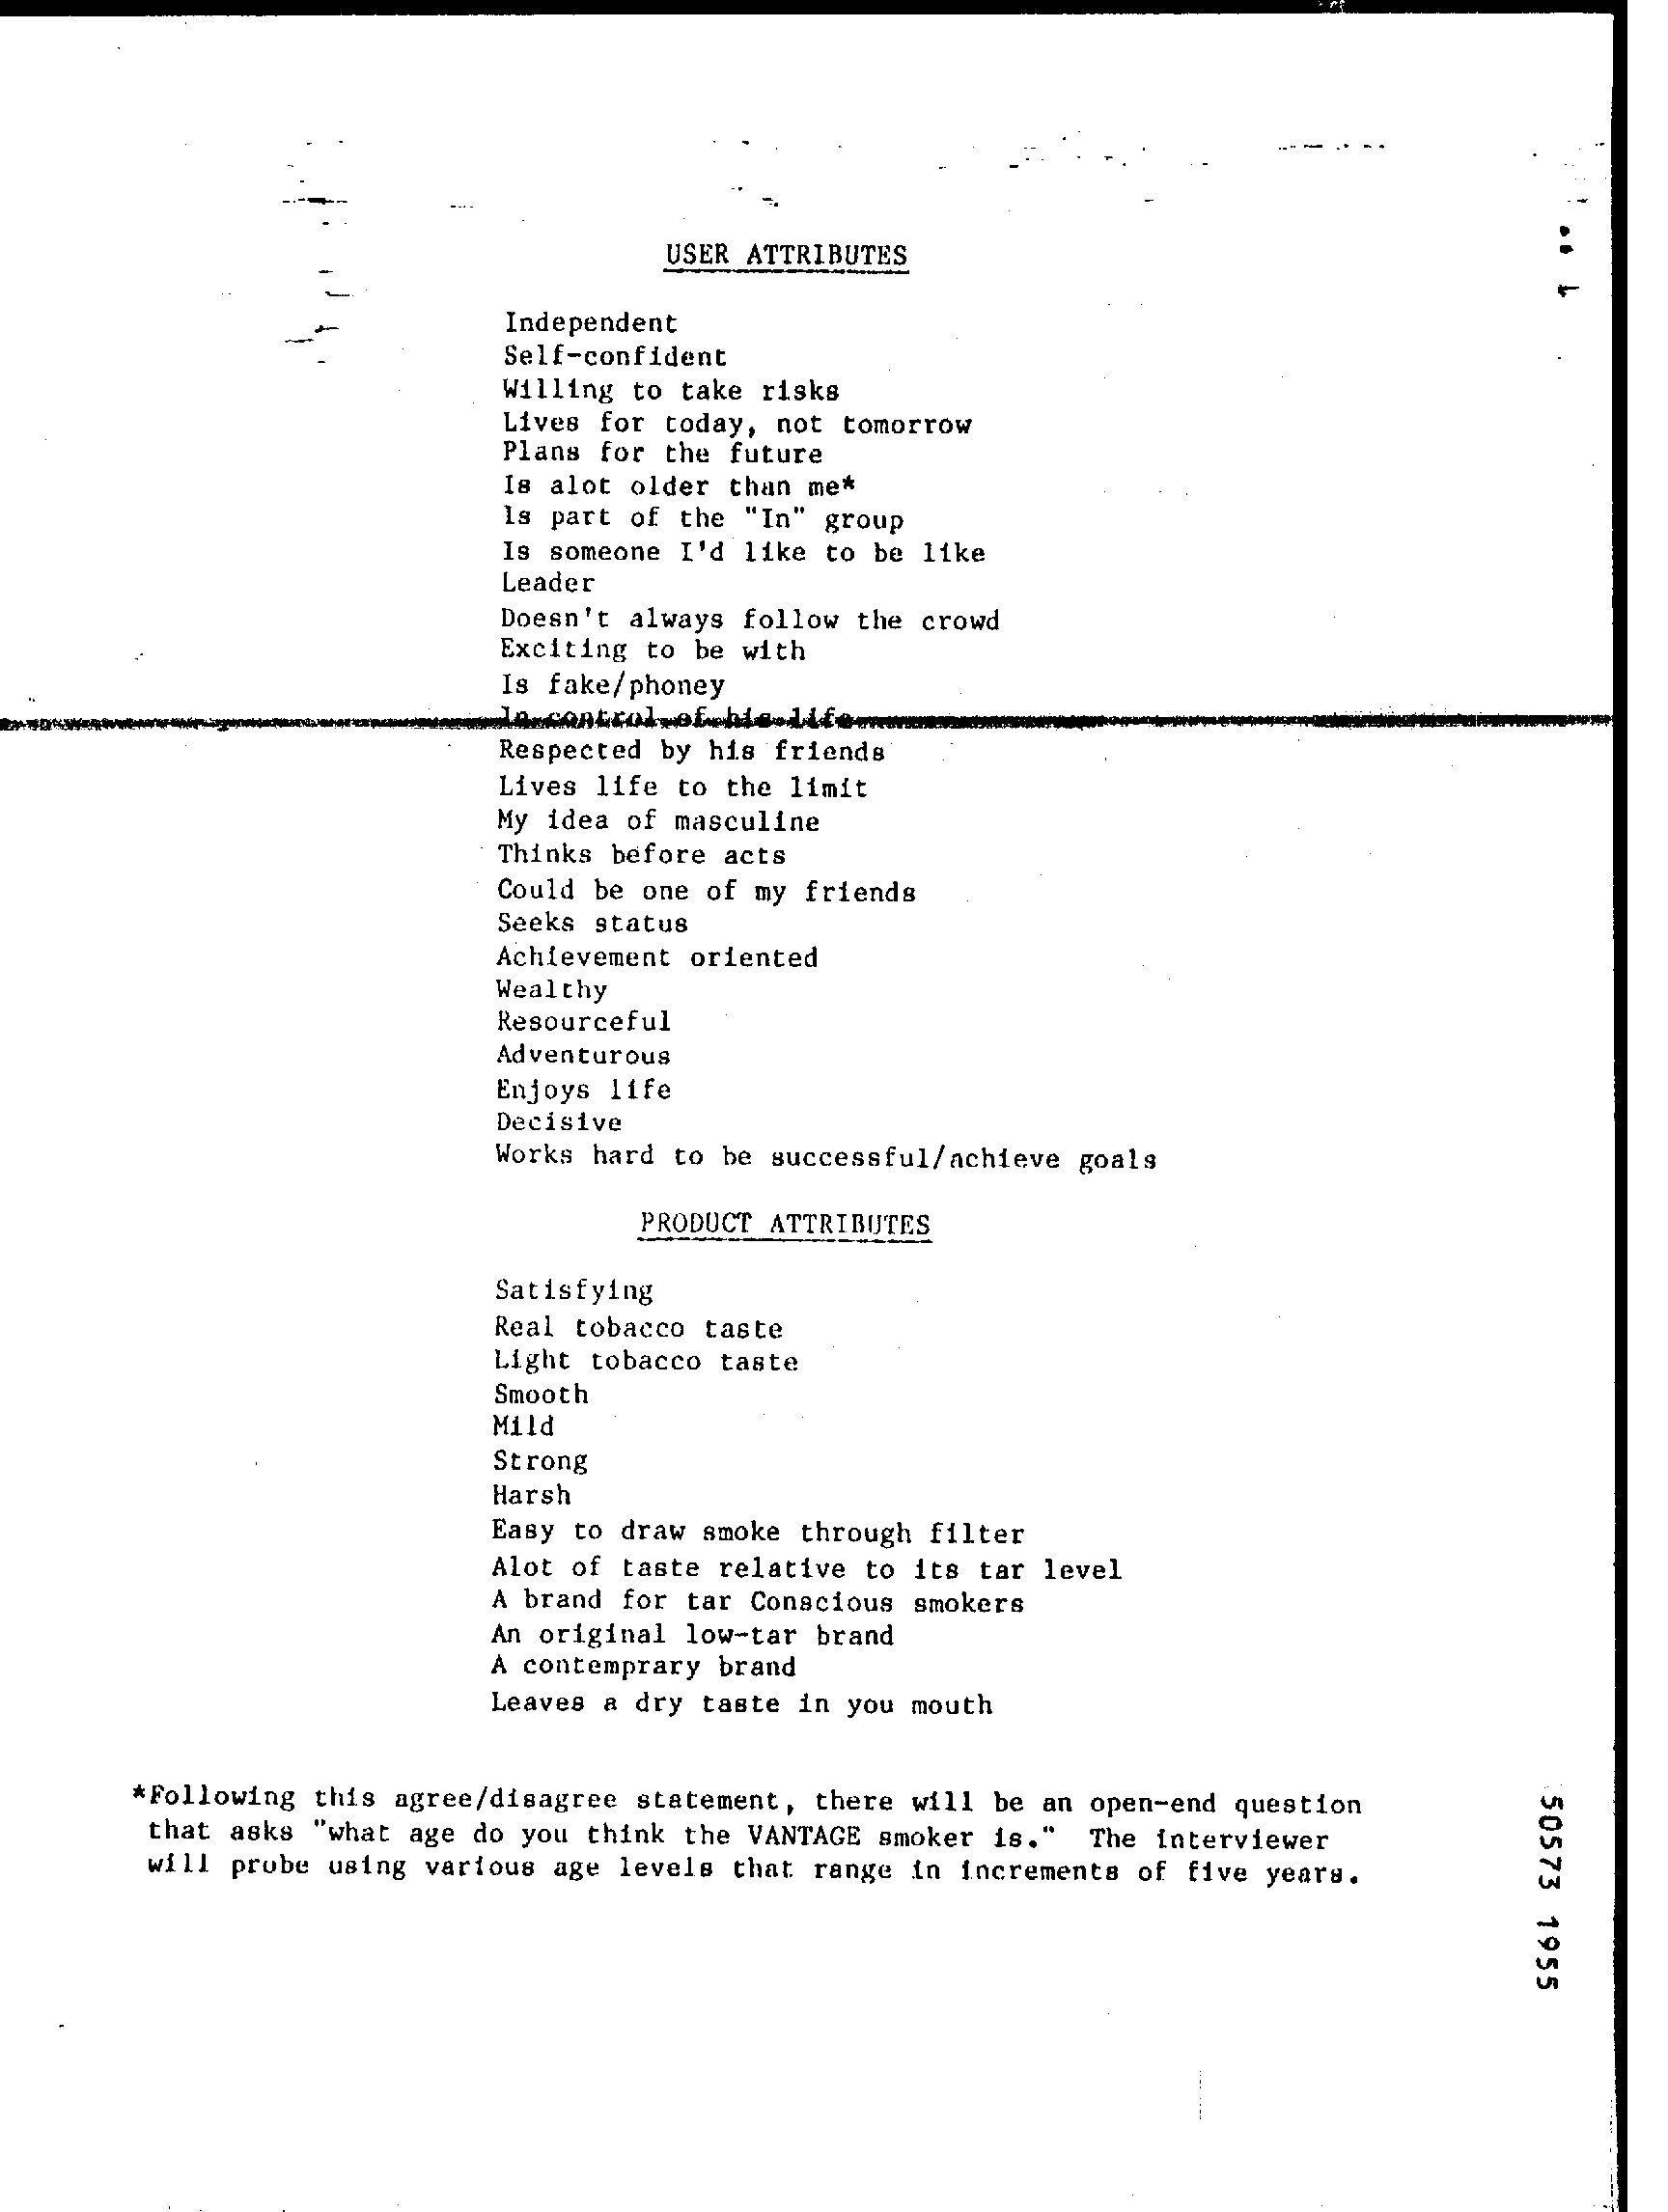 USER ATTRIBUTES
Independent
Self-confident
Willing to take risks
Lives for today, not tomorrow
Plans for the future
Is alot older than me*
Is part of the "In" group
Is someone I'd like to be like
Leader
Doesn't always follow the crowd
Exciting to be with
Is fake/phoney
In control of his life
Respected by his friends
Lives life to the limit
My idea of masculine
Thinks before acts
Could be one of my friends
Seeks status
Achievement oriented
Wealthy
Resourceful
Adventurous
Enjoys life
Decisive
Works hard to be successful/achieve goals
PRODUCT ATTRIBUTES
Satisfying
Real tobacco taste
Light tobacco taste
Smooth
Mild
Strong
Harsh
Easy to draw smoke through filter
Alot of taste relative to its tar level
A brand for tar Conscious smokers
An original low-tar brand
A contemprary brand
Leaves a dry taste in you mouth
*Following this agree/disagree statement, there will be an open-end question
that asks "what age do you think the VANTAGE smoker is." The interviewer
will probe using various age levels that range in increments of five years.
50573 1955